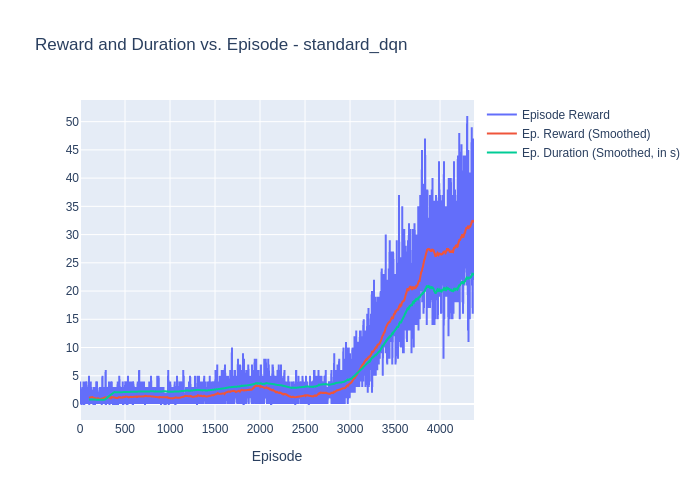 Reward and Duration vs. Episode - standard_dqn
Episode Reward
Ep. Reward (Smoothed)
Ep. Duration (Smoothed, in s)
50
45
40
35
30
25
20
15
10
5
0
0 500 1000 1500 2000 2500 3000 3500 4000
Episode